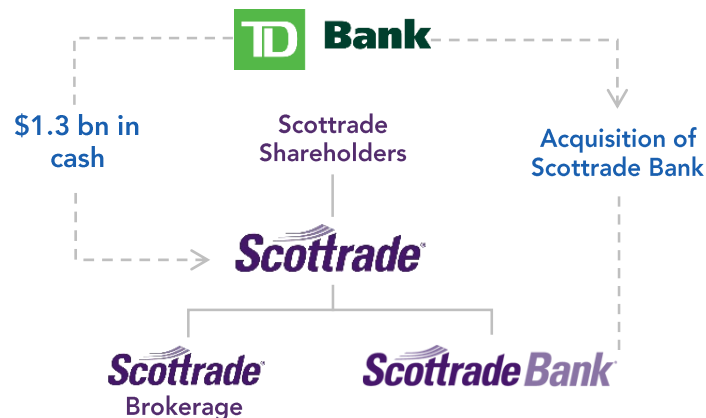 TD Bank
$1.3 bn in
cash
Scottrade
Shareholders
Acquisition of
Scottrade Bank
Scottrade
Scottrade
Brokerage
Scottrade Bank